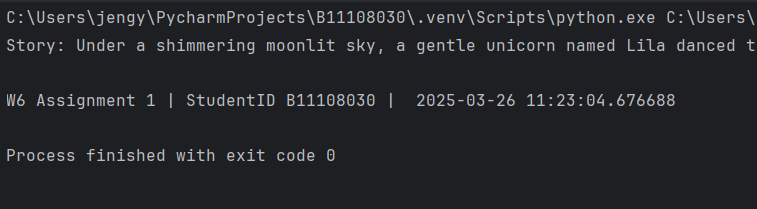 C:\Users\jengy\PycharmProjects\B11108030\.venv\Scripts\python.exe C:\Users\
Story: Under a shimmering moonlit sky, a gentle unicorn named Lila danced t
W6 Assignment 1 | StudentID B11108030 |  2025-03-26 11:23:04.676688
Process finished with exit code 0